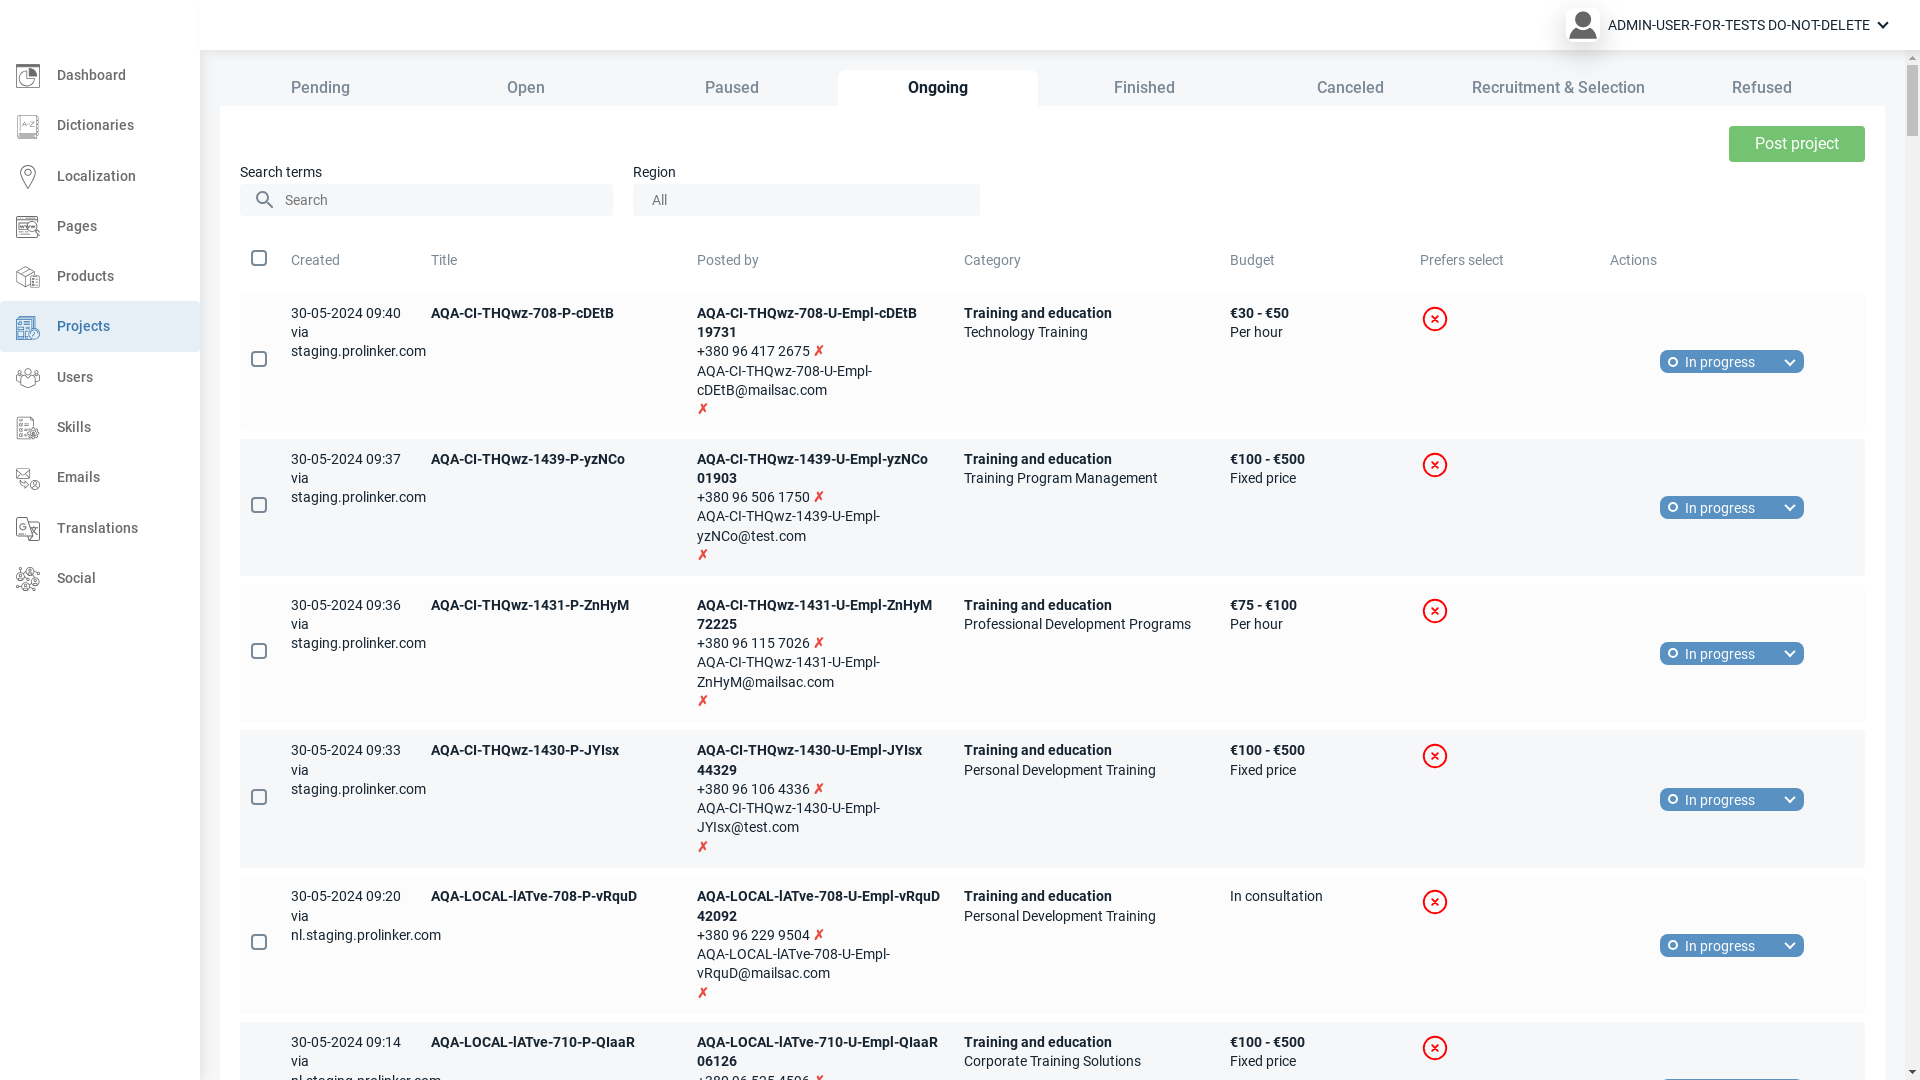 ADMIN-USER-FOR-TESTS DO-NOT-DELETE
Dashboard
Dictionaries
Localization
Pages
Products
Projects
Users
Skills
Emails
Translations
Social
Pending
Open
Paused
Ongoing
Finished
Canceled
Recruitment & Selection
Refused
Post project
Search terms
Region
Search
All
Created
Title
Posted by
Category
Budget
Prefers select
Actions
30-05-2024 09:40
via
staging.prolinker.com
AQA-CI-THQwz-708-P-cDEtB
AQA-CI-THQwz-708-U-Empl-cDEtB
19731
+380 96 417 2675 ✗
AQA-CI-THQwz-708-U-Empl-
cDEtB@mailsac.com
✗
Training and education
Technology Training
€30 - €50
Per hour
In progress
30-05-2024 09:37
via
staging.prolinker.com
AQA-CI-THQwz-1439-P-yzNCo
AQA-CI-THQwz-1439-U-Empl-yzNCo
01903
+380 96 506 1750 ✗
AQA-CI-THQwz-1439-U-Empl-
yzNCo@test.com
✗
Training and education
Training Program Management
€100 - €500
Fixed price
In progress
30-05-2024 09:36
via
staging.prolinker.com
AQA-CI-THQwz-1431-P-ZnHyM
AQA-CI-THQwz-1431-U-Empl-ZnHyM
72225
+380 96 115 7026 ✗
AQA-CI-THQwz-1431-U-Empl-
ZnHyM@mailsac.com
✗
Training and education
Professional Development Programs
€75 - €100
Per hour
In progress
30-05-2024 09:33
via
staging.prolinker.com
AQA-CI-THQwz-1430-P-JYIsx
AQA-CI-THQwz-1430-U-Empl-JYIsx
44329
+380 96 106 4336 ✗
AQA-CI-THQwz-1430-U-Empl-
JYIsx@test.com
✗
Training and education
Personal Development Training
€100 - €500
Fixed price
In progress
30-05-2024 09:20
via
nl.staging.prolinker.com
AQA-LOCAL-lATve-708-P-vRquD
AQA-LOCAL-lATve-708-U-Empl-vRquD
42092
+380 96 229 9504 ✗
AQA-LOCAL-lATve-708-U-Empl-
vRquD@mailsac.com
✗
Training and education
Personal Development Training
In consultation
In progress
30-05-2024 09:14
via
nl.staging.prolinker.com
AQA-LOCAL-lATve-710-P-QIaaR
AQA-LOCAL-lATve-710-U-Empl-QIaaR
06126
+380 96 525 4506 ✗
Training and education
Corporate Training Solutions
€100 - €500
Fixed price